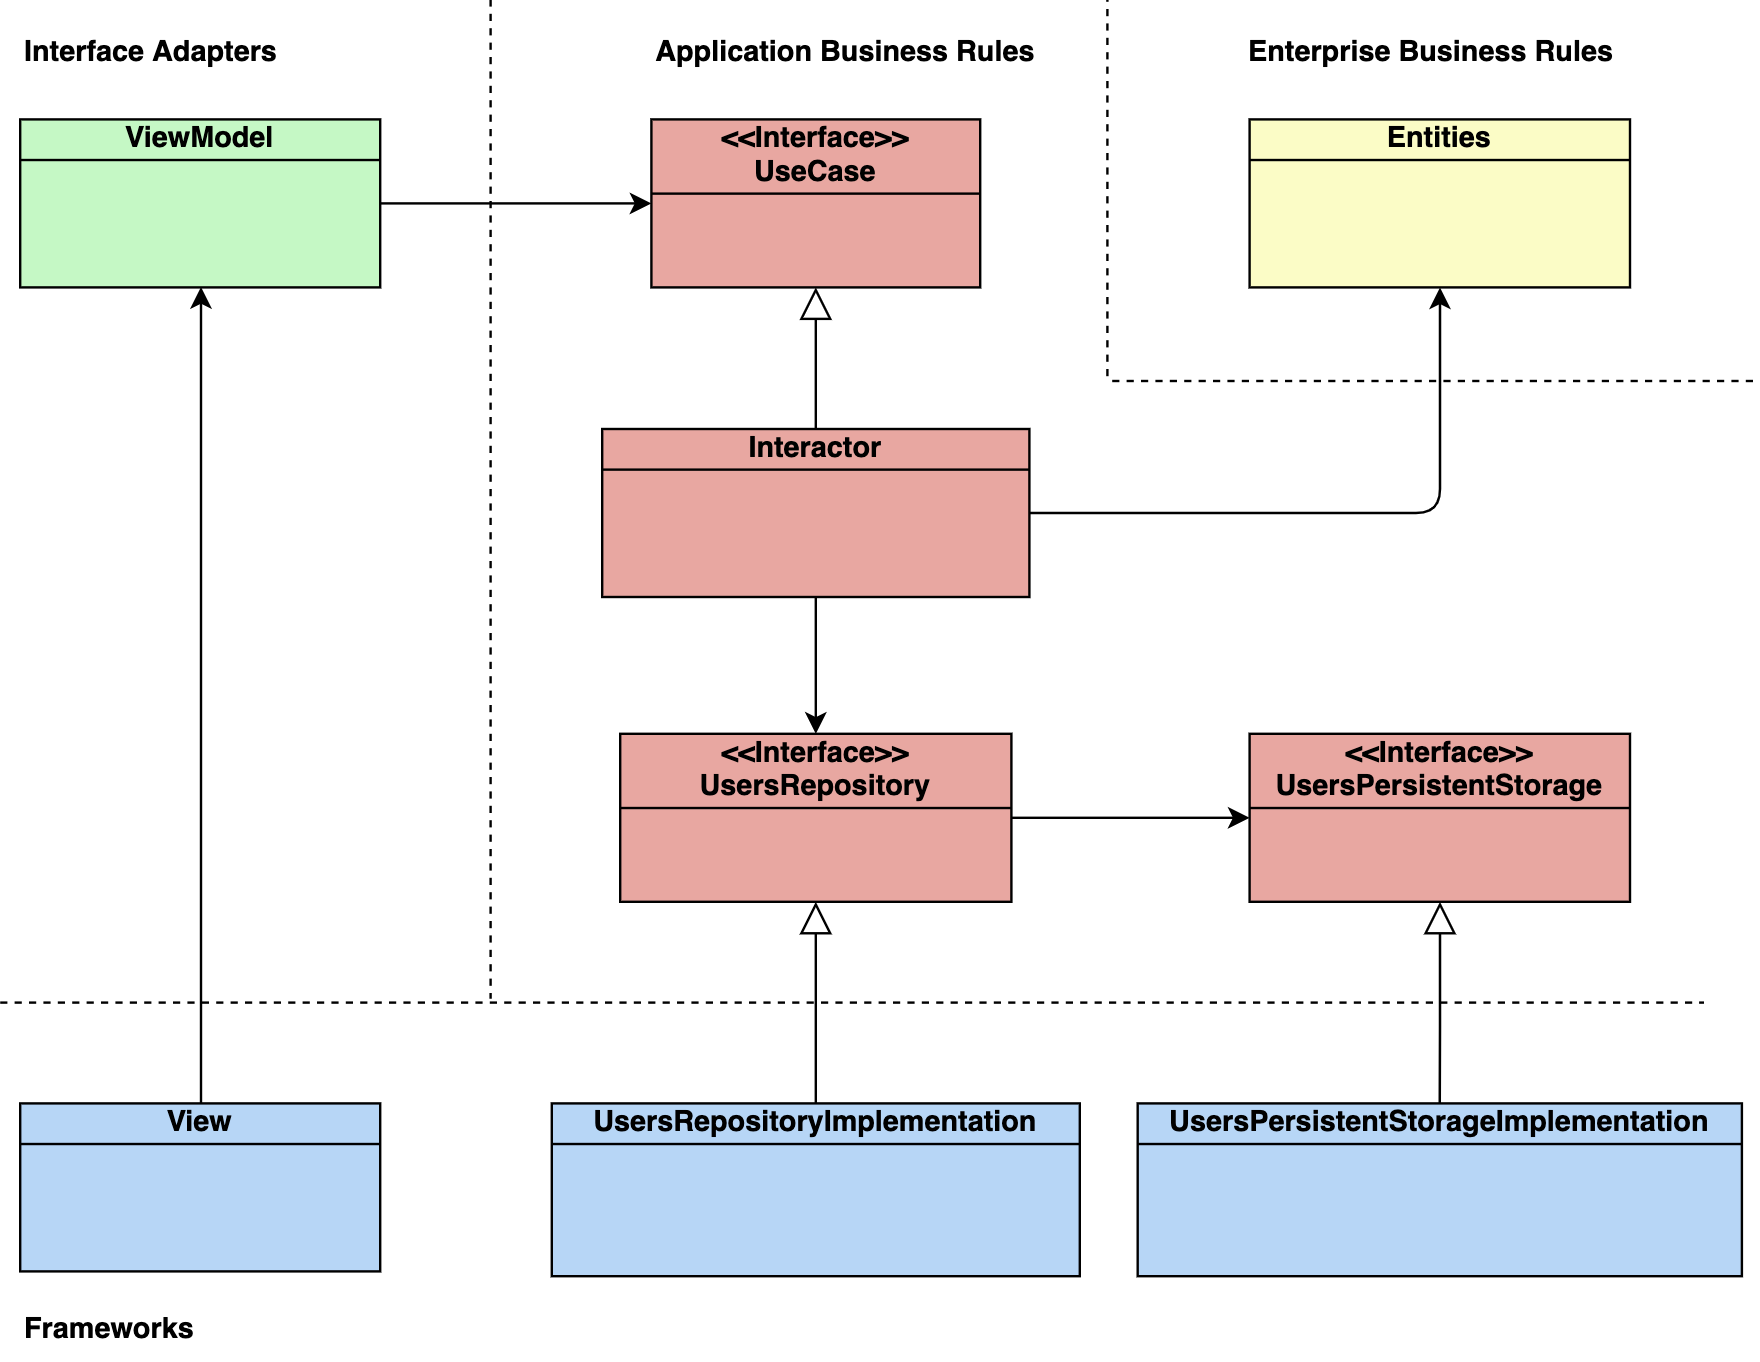 Interface Adapters
Application Business Rules
Enterprise Business Rules
ViewModel
<<Interface>>
UseCase
Entities
Interactor
<<Interface>>
UsersRepository
<<Interface>>
UsersPersistentStorage
View
UsersRepositoryImplementation
UsersPersistentStorageImplementation
Frameworks